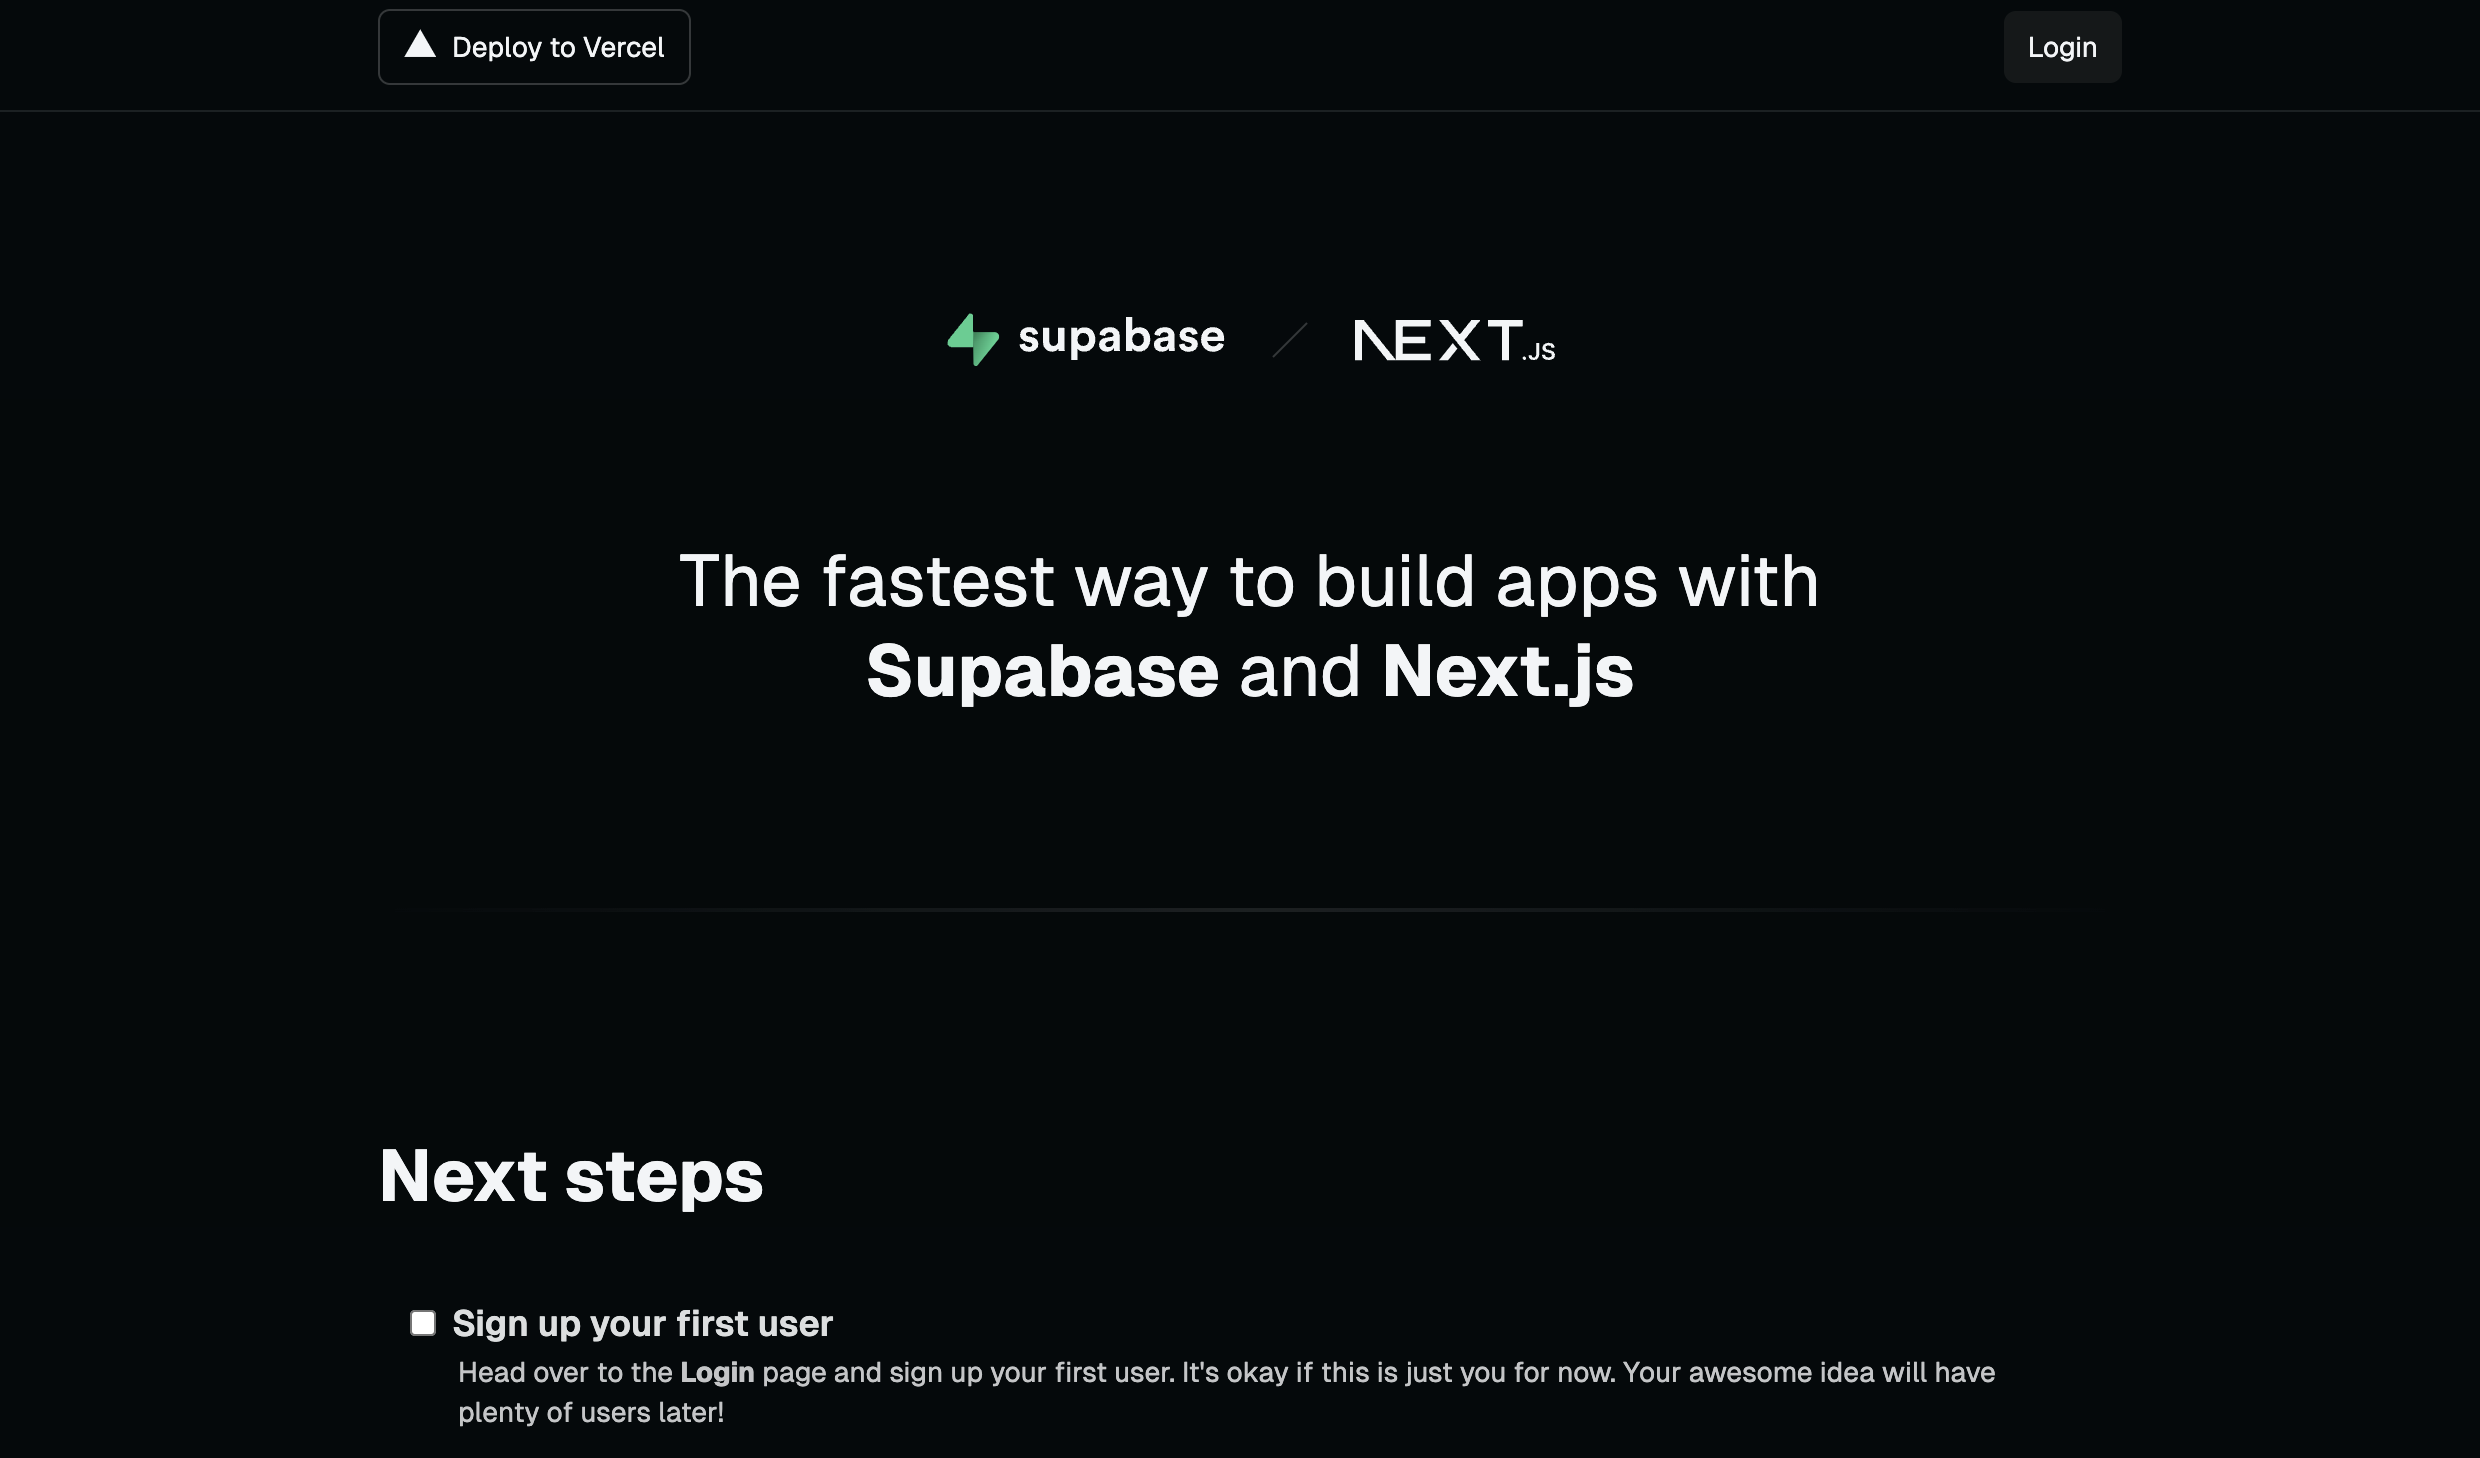 Deploy to Vercel
Login
supabase
NEXT.JS
The fastest way to build apps with
Supabase and Next.js
Next steps
Sign up your first user
Head over to the Login page and sign up your first user. It's okay if this is just you for now. Your awesome idea will have
plenty of users later!